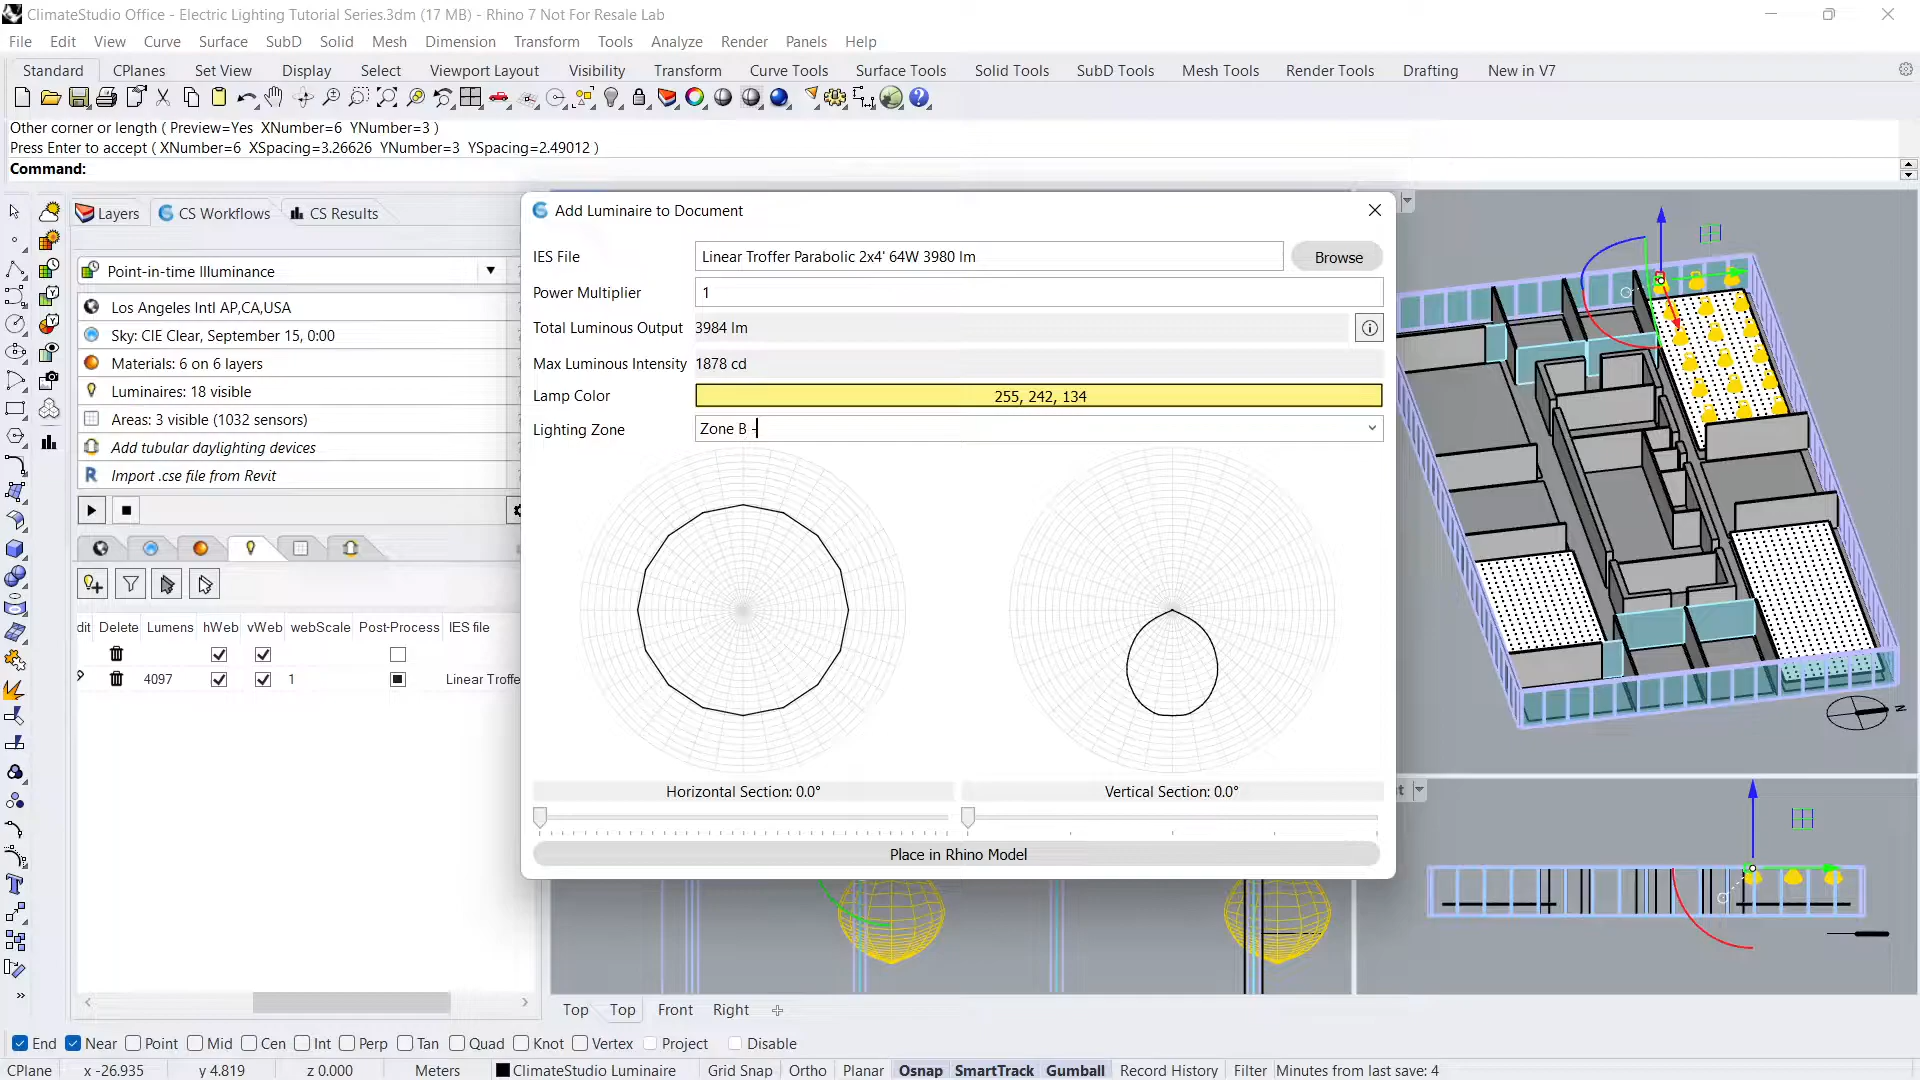 ClimateStudio Office - Electric Lighting Tutorial Series.3dm (17 MB) - Rhino 7 Not For Resale Lab
File Edit View Curve Surface SubD Solid Mesh Dimension Transform Tools Analyze Render Panels Help
Standard CPlanes Set View Display Select Viewport Layout Visibility Transform Curve Tools Surface Tools Solid Tools SubD Tools Mesh Tools Render Tools Drafting New in V7
Other corner or length ( Preview=Yes XNumber=6 YNumber=3 )
Press Enter to accept ( XNumber=6 XSpacing=3.26626 YNumber=3 YSpacing=2.49012 )
Command:
Layers CS Workflows CS Results
Point-in-time Illuminance
Los Angeles Intl AP,CA,USA
Sky: CIE Clear, September 15, 0:00
Materials: 6 on 6 layers
Luminaires: 18 visible
Areas: 3 visible (1032 sensors)
Add tubular daylighting devices
Import .cse file from Revit
dit Delete Lumens hWeb vWeb webScale Post-Process IES file
4097 1 Linear Troffe
Add Luminaire to Document
IES File Linear Troffer Parabolic 2x4' 64W 3980 lm Browse
Power Multiplier 1
Total Luminous Output 3984 lm
Max Luminous Intensity 1878 cd
Lamp Color 255, 242, 134
Lighting Zone Zone B -
Horizontal Section: 0.0° Vertical Section: 0.0°
Place in Rhino Model
N
t
Top Top Front Right
End Near Point Mid Cen Int Perp Tan Quad Knot Vertex Project Disable
CPlane x -26.935 y 4.819 z 0.000 Meters ClimateStudio Luminaire Grid Snap Ortho Planar Osnap SmartTrack Gumball Record History Filter Minutes from last save: 4